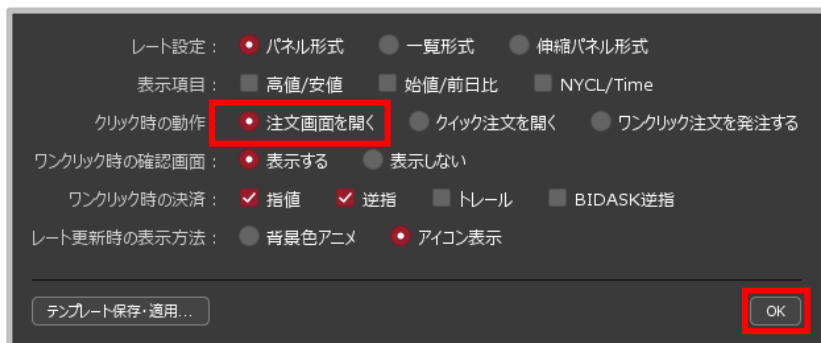 レート設定： パネル形式 一覧形式 伸縮パネル形式
表示項目： 高値/安値 始値/前日比 NYCL/Time
クリック時の動作 注文画面を開く クイック注文を開く ワンクリック注文を発注する
ワンクリック時の確認画面： 表示する 表示しない
ワンクリック時の決済： 指値 逆指 トレール BIDASK逆指
レート更新時の表示方法： 背景色アニメ アイコン表示
テンプレート保存・適用... OK